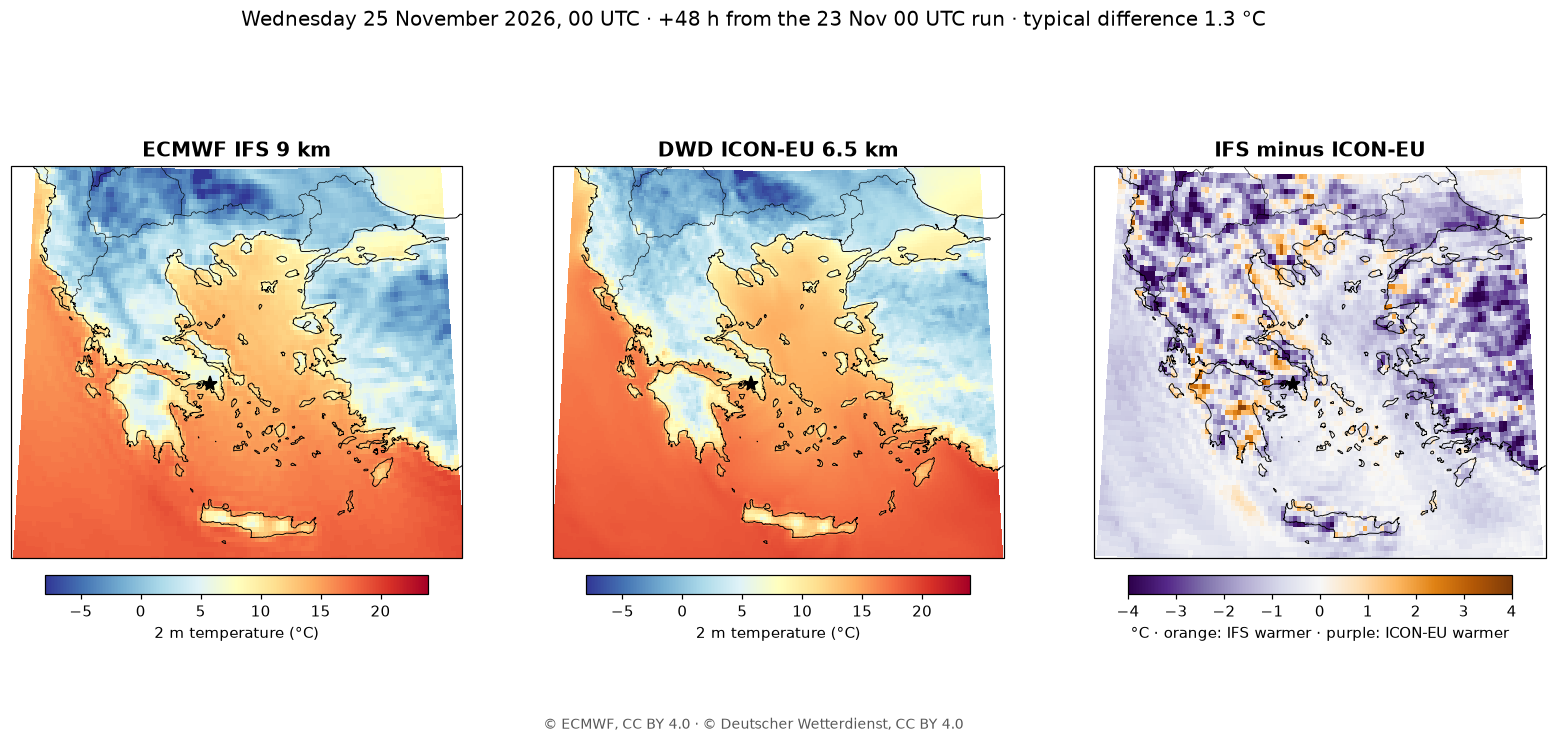 Wednesday 25 November 2026, 00 UTC · +48 h from the 23 Nov 00 UTC run · typical difference 1.3 °C
ECMWF IFS 9 km
DWD ICON-EU 6.5 km
IFS minus ICON-EU
−5 0 5 10 15 20
2 m temperature (°C)
−5 0 5 10 15 20
2 m temperature (°C)
−4 −3 −2 −1 0 1 2 3 4
°C · orange: IFS warmer · purple: ICON-EU warmer
© ECMWF, CC BY 4.0 · © Deutscher Wetterdienst, CC BY 4.0